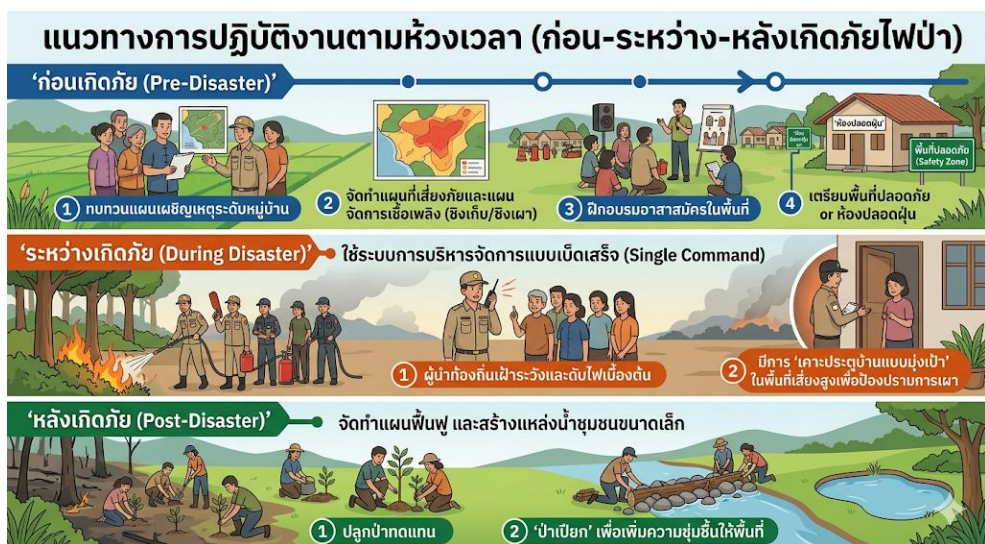 แนวทางการปฏิบัติงานตามห้วงเวลา (ก่อน-ระหว่าง-หลังเกิดภัยไฟป่า)
'ก่อนเกิดภัย (Pre-Disaster)'
'ห้องปลอดฝุ่น'
พื้นที่ปลอดภัย
(Safety Zone)
1 ทบทวนแผนเผชิญเหตุระดับหมู่บ้าน
2 จัดทำแผนที่เสี่ยงภัยและแผน
จัดการเชื้อเพลิง (ชิงเก็บ/ชิงเผา)
3 ฝึกอบรมอาสาสมัครในพื้นที่
4 เตรียมพื้นที่ปลอดภัย
or ห้องปลอดฝุ่น
'ระหว่างเกิดภัย (During Disaster)'
ใช้ระบบการบริหารจัดการแบบเบ็ดเสร็จ (Single Command)
1 ผู้นำท้องถิ่นเฝ้าระวังและดับไฟเบื้องต้น
2 มีการ 'เคาะประตูบ้านแบบมุ่งเป้า'
ในพื้นที่เสี่ยงสูงเพื่อป้องปรามการเผา
'หลังเกิดภัย (Post-Disaster)'
จัดทำแผนฟื้นฟู และสร้างแหล่งน้ำชุมชนขนาดเล็ก
1 ปลูกป่าทดแทน
2 'ป่าเปียก' เพื่อเพิ่มความชุ่มชื้นให้พื้นที่